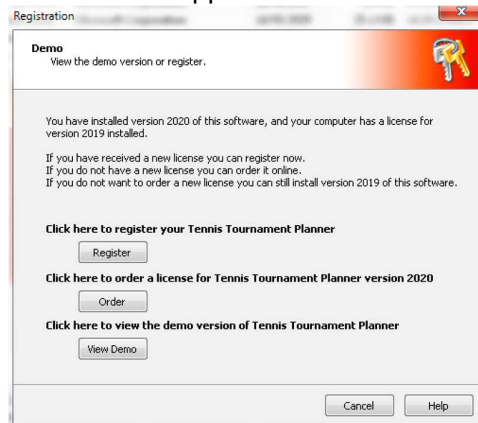 Registration
Demo
View the demo version or register.
You have installed version 2020 of this software, and your computer has a license for
version 2019 installed.
If you have received a new license you can register now.
If you do not have a new license you can order it online.
If you do not want to order a new license you can still install version 2019 of this software.
Click here to register your Tennis Tournament Planner
Register
Click here to order a license for Tennis Tournament Planner version 2020
Order
Click here to view the demo version of Tennis Tournament Planner
View Demo
Cancel
Help